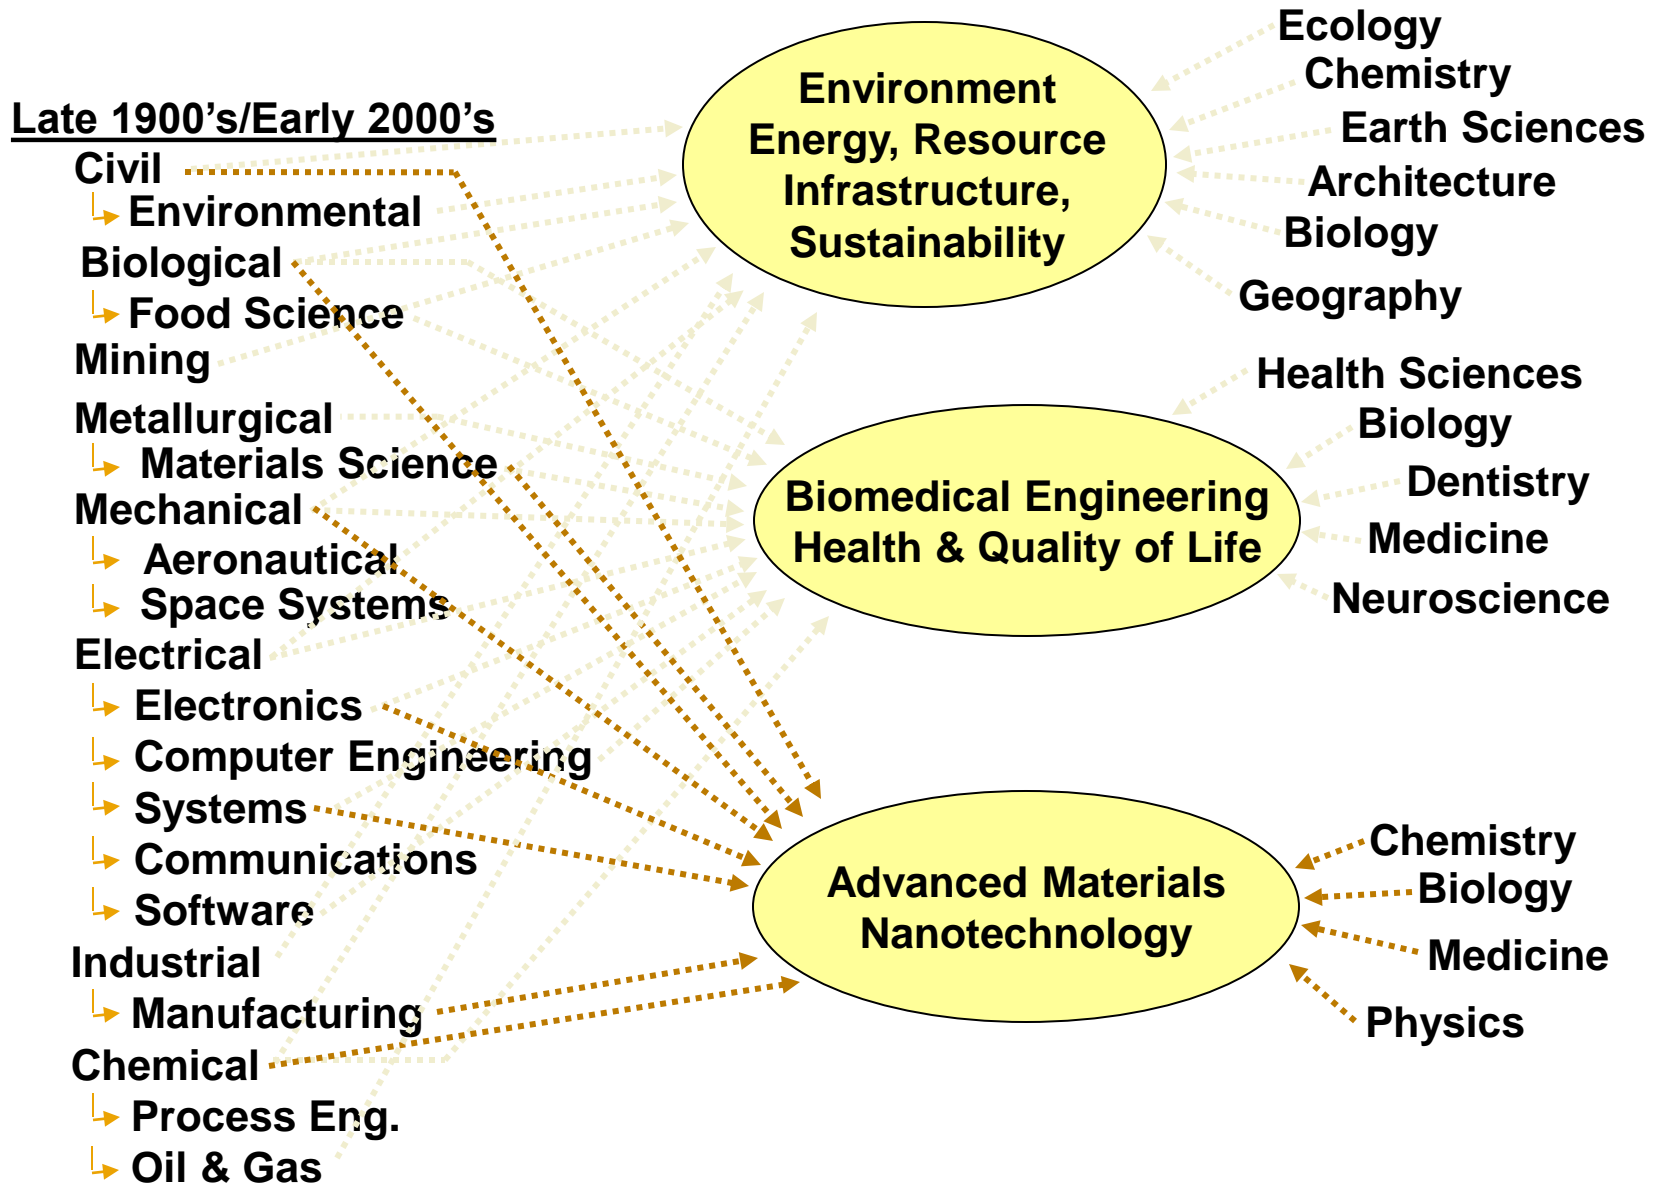 Late 1900's/Early 2000's
Civil
Environmental
Biological
Food Science
Mining
Metallurgical
Materials Science
Mechanical
Aeronautical
Space Systems
Electrical
Electronics
Computer Engineering
Systems
Communications
Software
Industrial
Manufacturing
Chemical
Process Eng.
Oil & Gas
Environment
Energy, Resource
Infrastructure,
Sustainability
Biomedical Engineering
Health & Quality of Life
Advanced Materials
Nanotechnology
Ecology
Chemistry
Earth Sciences
Architecture
Biology
Geography
Health Sciences
Biology
Dentistry
Medicine
Neuroscience
Chemistry
Biology
Medicine
Physics